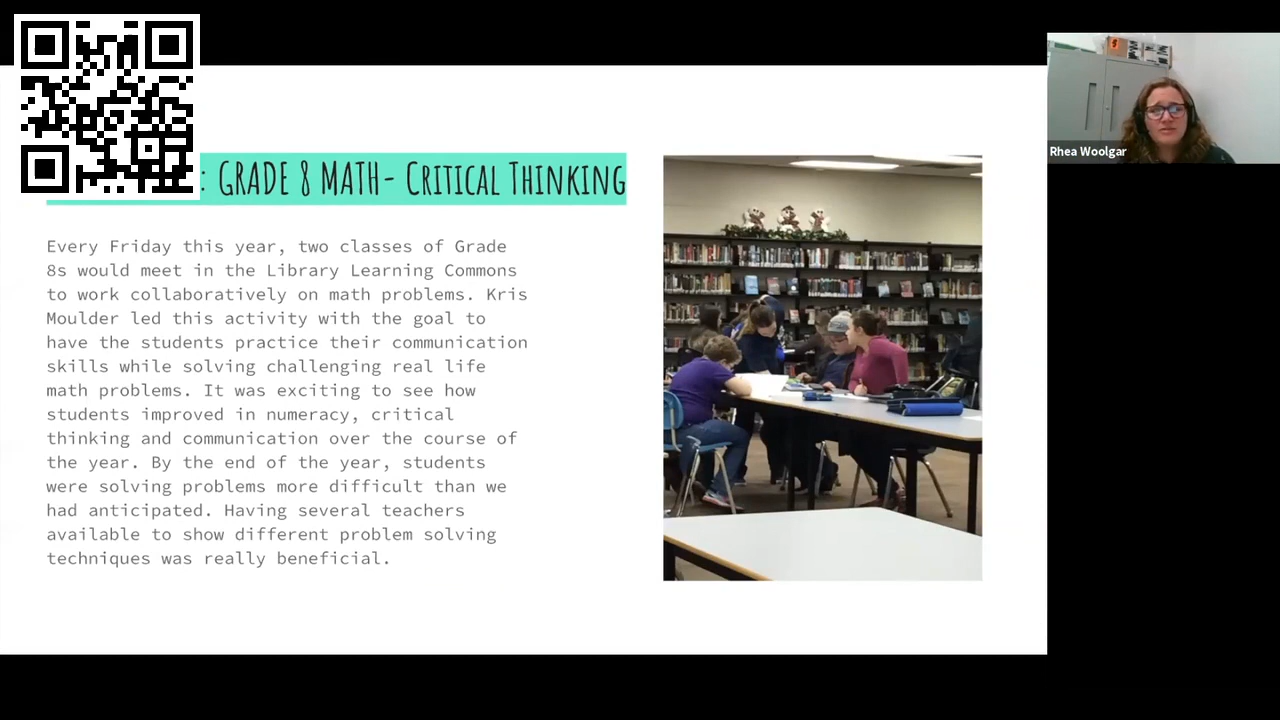 : GRADE 8 MATH- CRITICAL THINKING
Every Friday this year, two classes of Grade
8s would meet in the Library Learning Commons
to work collaboratively on math problems. Kris
Moulder led this activity with the goal to
have the students practice their communication
skills while solving challenging real life
math problems. It was exciting to see how
students improved in numeracy, critical
thinking and communication over the course of
the year. By the end of the year, students
were solving problems more difficult than we
had anticipated. Having several teachers
available to show different problem solving
techniques was really beneficial.
Rhea Woolgar